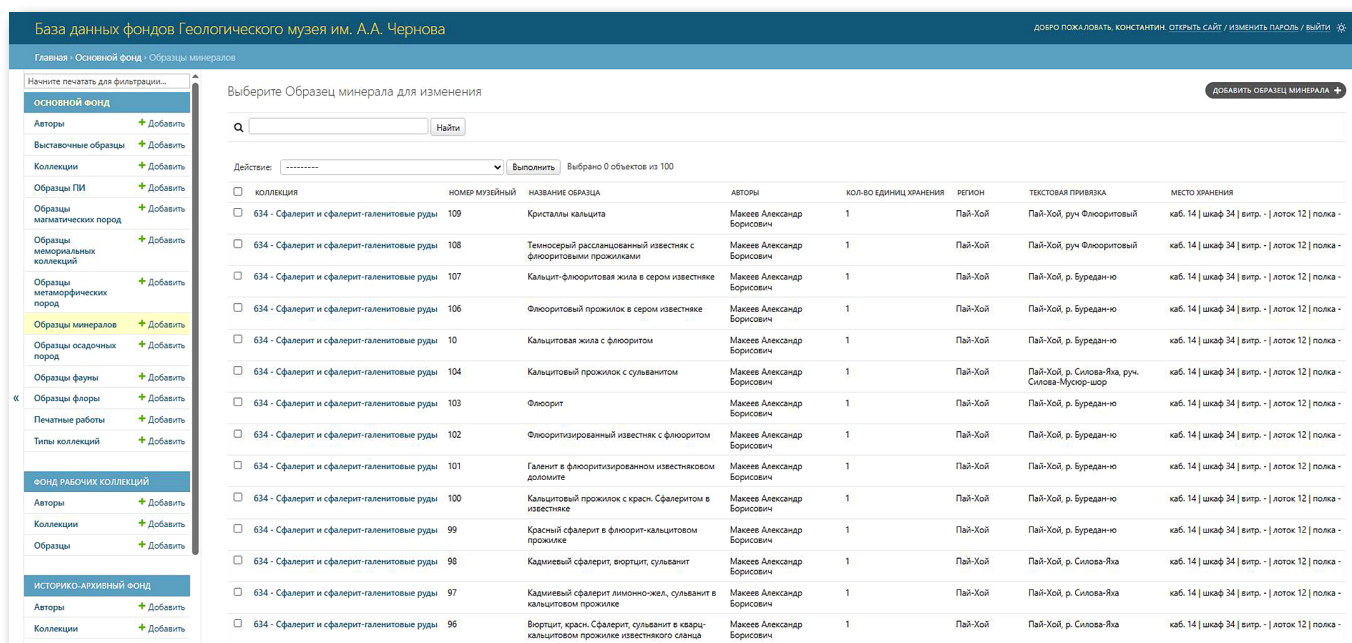 База данных фондов Геологического музея им. А.А. Чернова
ДОБРО ПОЖАЛОВАТЬ, КОНСТАНТИН. ОТКРЫТЬ САЙТ / ИЗМЕНИТЬ ПАРОЛЬ / ВЫЙТИ
Главная › Основной фонд › Образцы минералов
Начните печатать для фильтрации...
ОСНОВНОЙ ФОНД
Авторы + Добавить
Выставочные образцы + Добавить
Коллекции + Добавить
Образцы ПИ + Добавить
Образцы + Добавить
магматических пород
Образцы + Добавить
мемориальных
коллекций
Образцы + Добавить
метаморфических
пород
Образцы минералов + Добавить
Образцы осадочных + Добавить
пород
Образцы фауны + Добавить
« Образцы флоры + Добавить
Печатные работы + Добавить
Типы коллекций + Добавить
ФОНД РАБОЧИХ КОЛЛЕКЦИЙ
Авторы + Добавить
Коллекции + Добавить
Образцы + Добавить
ИСТОРИКО-АРХИВНЫЙ ФОНД
Авторы + Добавить
Коллекции + Добавить
Выберите Образец минерала для изменения
ДОБАВИТЬ ОБРАЗЕЦ МИНЕРАЛА +
Найти
Действие: --------- Выполнить Выбрано 0 объектов из 100
КОЛЛЕКЦИЯ НОМЕР МУЗЕЙНЫЙ НАЗВАНИЕ ОБРАЗЦА АВТОРЫ КОЛ-ВО ЕДИНИЦ ХРАНЕНИЯ РЕГИОН ТЕКСТОВАЯ ПРИВЯЗКА МЕСТО ХРАНЕНИЯ
634 - Сфалерит и сфалерит-галенитовые руды 109 Кристаллы кальцита Макеев Александр 1 Пай-Хой Пай-Хой, руч Флюоритовый каб. 14 | шкаф 34 | витр. - | лоток 12 | полка -
Борисович
634 - Сфалерит и сфалерит-галенитовые руды 108 Темносерый рассланцованный известняк с Макеев Александр 1 Пай-Хой Пай-Хой, руч Флюоритовый каб. 14 | шкаф 34 | витр. - | лоток 12 | полка -
флюоритовыми прожилками Борисович
634 - Сфалерит и сфалерит-галенитовые руды 107 Кальцит-флюоритовая жила в сером известняке Макеев Александр 1 Пай-Хой Пай-Хой, р. Буредан-ю каб. 14 | шкаф 34 | витр. - | лоток 12 | полка -
Борисович
634 - Сфалерит и сфалерит-галенитовые руды 106 Флюоритовый прожилок в сером известняке Макеев Александр 1 Пай-Хой Пай-Хой, р. Буредан-ю каб. 14 | шкаф 34 | витр. - | лоток 12 | полка -
Борисович
634 - Сфалерит и сфалерит-галенитовые руды 10 Кальцитовая жила с флюоритом Макеев Александр 1 Пай-Хой Пай-Хой, р. Буредан-ю каб. 14 | шкаф 34 | витр. - | лоток 12 | полка -
Борисович
634 - Сфалерит и сфалерит-галенитовые руды 104 Кальцитовый прожилок с сульванитом Макеев Александр 1 Пай-Хой Пай-Хой, р. Силова-Яха, руч. каб. 14 | шкаф 34 | витр. - | лоток 12 | полка -
Борисович Силова-Мусюр-шор
634 - Сфалерит и сфалерит-галенитовые руды 103 Флюорит Макеев Александр 1 Пай-Хой Пай-Хой, р. Буредан-ю каб. 14 | шкаф 34 | витр. - | лоток 12 | полка -
Борисович
634 - Сфалерит и сфалерит-галенитовые руды 102 Флюоритизированный известняк с флюоритом Макеев Александр 1 Пай-Хой Пай-Хой, р. Буредан-ю каб. 14 | шкаф 34 | витр. - | лоток 12 | полка -
Борисович
634 - Сфалерит и сфалерит-галенитовые руды 101 Галенит в флюоритизированном известняковом Макеев Александр 1 Пай-Хой Пай-Хой, р. Буредан-ю каб. 14 | шкаф 34 | витр. - | лоток 12 | полка -
доломите Борисович
634 - Сфалерит и сфалерит-галенитовые руды 100 Кальцитовый прожилок с красн. Сфалеритом в Макеев Александр 1 Пай-Хой Пай-Хой, р. Буредан-ю каб. 14 | шкаф 34 | витр. - | лоток 12 | полка -
известняке Борисович
634 - Сфалерит и сфалерит-галенитовые руды 99 Красный сфалерит в флюорит-кальцитовом Макеев Александр 1 Пай-Хой Пай-Хой, р. Буредан-ю каб. 14 | шкаф 34 | витр. - | лоток 12 | полка -
прожилке Борисович
634 - Сфалерит и сфалерит-галенитовые руды 98 Кадмиевый сфалерит, вюртцит, сульванит Макеев Александр 1 Пай-Хой Пай-Хой, р. Силова-Яха каб. 14 | шкаф 34 | витр. - | лоток 12 | полка -
Борисович
634 - Сфалерит и сфалерит-галенитовые руды 97 Кадмиевый сфалерит лимонно-жел., сульванит в Макеев Александр 1 Пай-Хой Пай-Хой, р. Силова-Яха каб. 14 | шкаф 34 | витр. - | лоток 12 | полка -
кальцитовом прожилке Борисович
634 - Сфалерит и сфалерит-галенитовые руды 96 Вюртцит, красн. Сфалерит, сульванит в кварц- Макеев Александр 1 Пай-Хой Пай-Хой, р. Силова-Яха каб. 14 | шкаф 34 | витр. - | лоток 12 | полка -
кальцитовом прожилке известнякого сланца Борисович